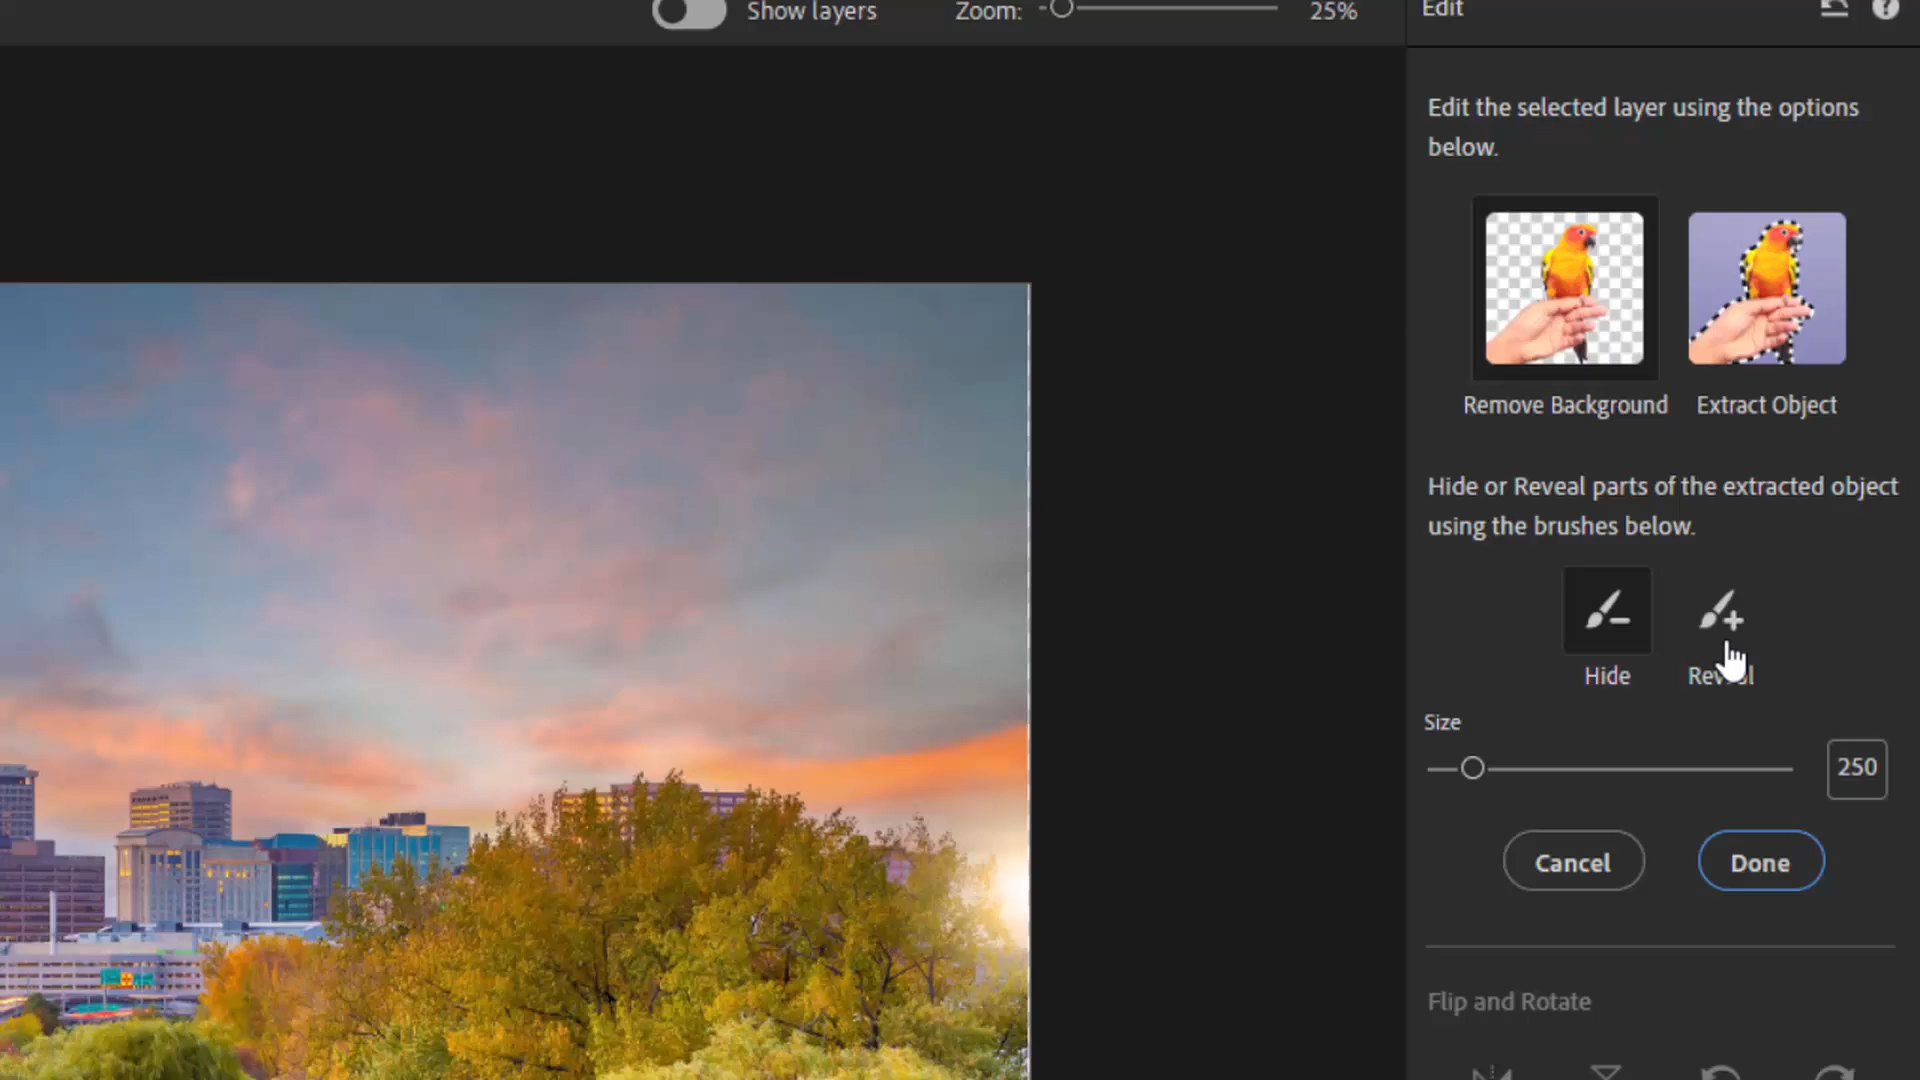 Show layers
Zoom:
25%
Edit
Edit the selected layer using the options
below.
Remove Background
Extract Object
Hide or Reveal parts of the extracted object
using the brushes below.
Hide
Reveal
Size
250
Cancel
Done
Flip and Rotate